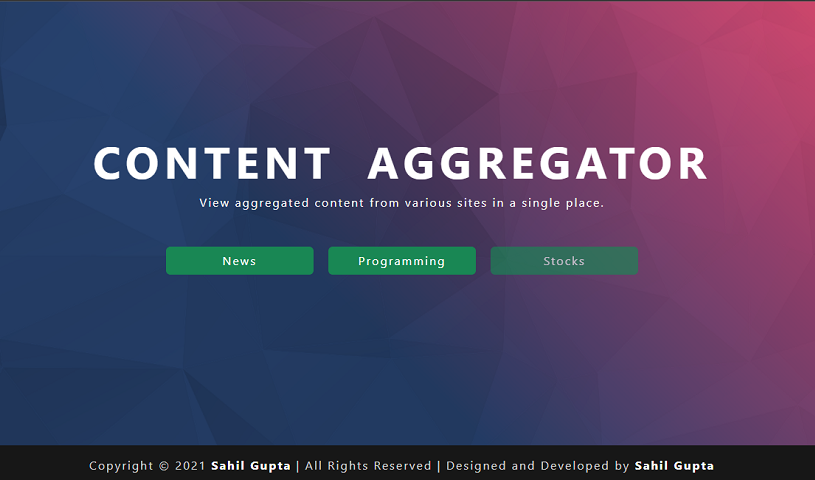 CONTENT AGGREGATOR
View aggregated content from various sites in a single place.
News
Programming
Stocks
Copyright © 2021 Sahil Gupta | All Rights Reserved | Designed and Developed by Sahil Gupta